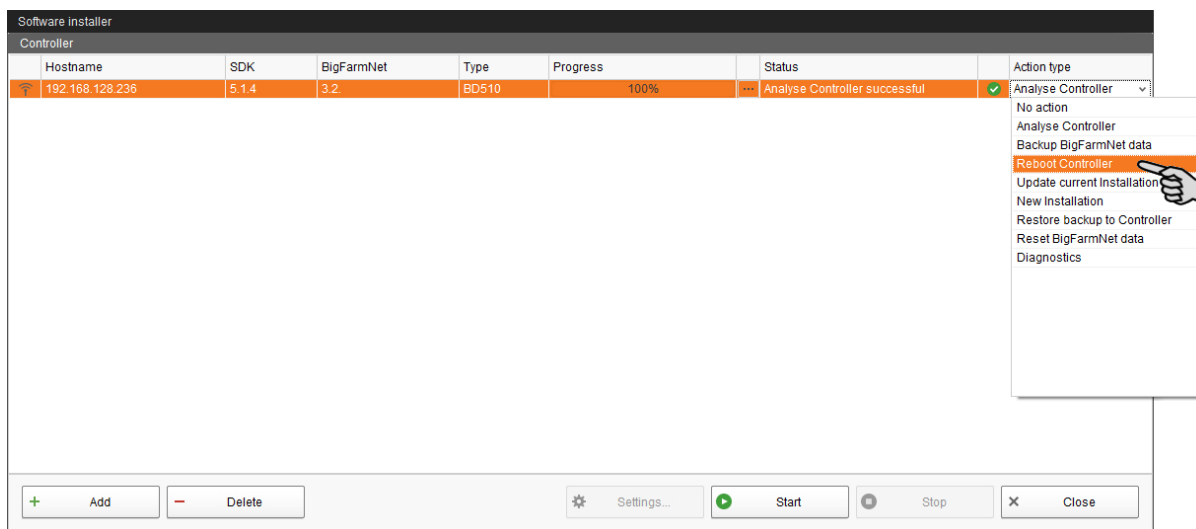 Software installer
Controller
Hostname SDK BigFarmNet Type Progress Status Action type
192.168.128.236 5.1.4 3.2. BD510 100% ... Analyse Controller successful Analyse Controller
No action
Analyse Controller
Backup BigFarmNet data
Reboot Controller
Update current Installation
New Installation
Restore backup to Controller
Reset BigFarmNet data
Diagnostics
Add Delete Settings... Start Stop Close